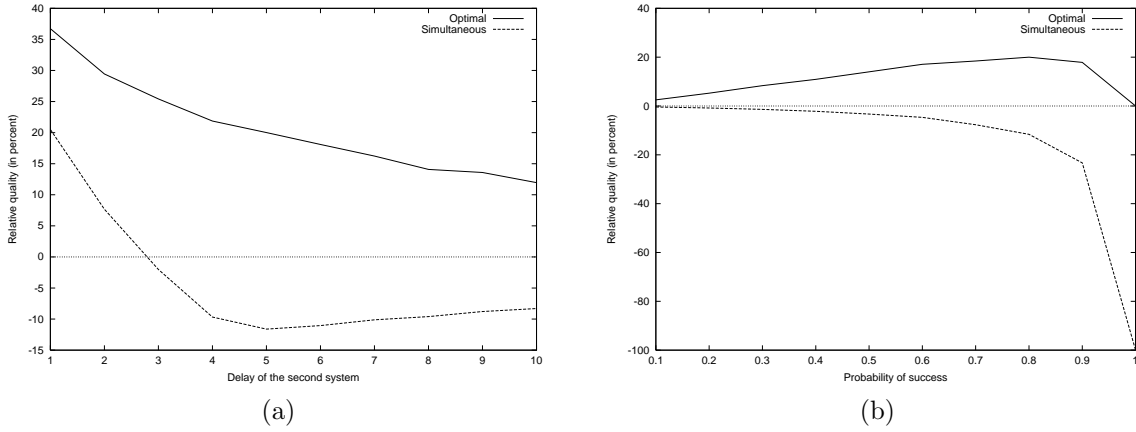 40
35
30
25
20
15
10
5
0
-5
-10
-15
Relative quality (in percent)
Optimal
Simultaneous
1 2 3 4 5 6 7 8 9 10
Delay of the second system
(a)
40
20
0
-20
-40
-60
-80
-100
Relative quality (in percent)
Optimal
Simultaneous
0.1 0.2 0.3 0.4 0.5 0.6 0.7 0.8 0.9 1
Probability of success
(b)